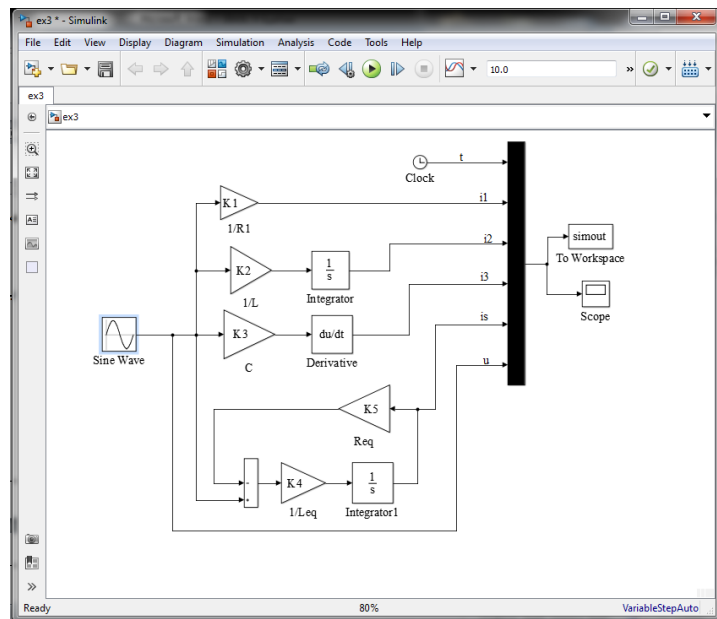 ex3 * - Simulink
File Edit View Display Diagram Simulation Analysis Code Tools Help
10.0 »
ex3
ex3
t
Clock
K1
i1
1/R1
K2
1
s
i2
1/L
Integrator
simout
To Workspace
K3
du/dt
i3
Scope
Sine Wave
C
Derivative
is
u
K5
Req
-
+
K4
1
s
1/Leq
Integrator1
»
Ready 80% VariableStepAuto